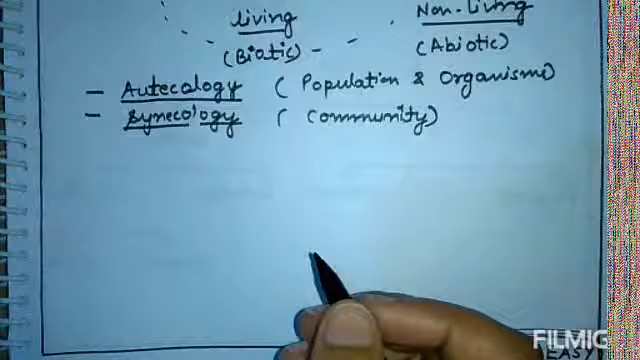 living Non-living
(Biotic) (Abiotic)
- Autecology ( Population & Organisms)
- Synecology ( Community)
FILMIG